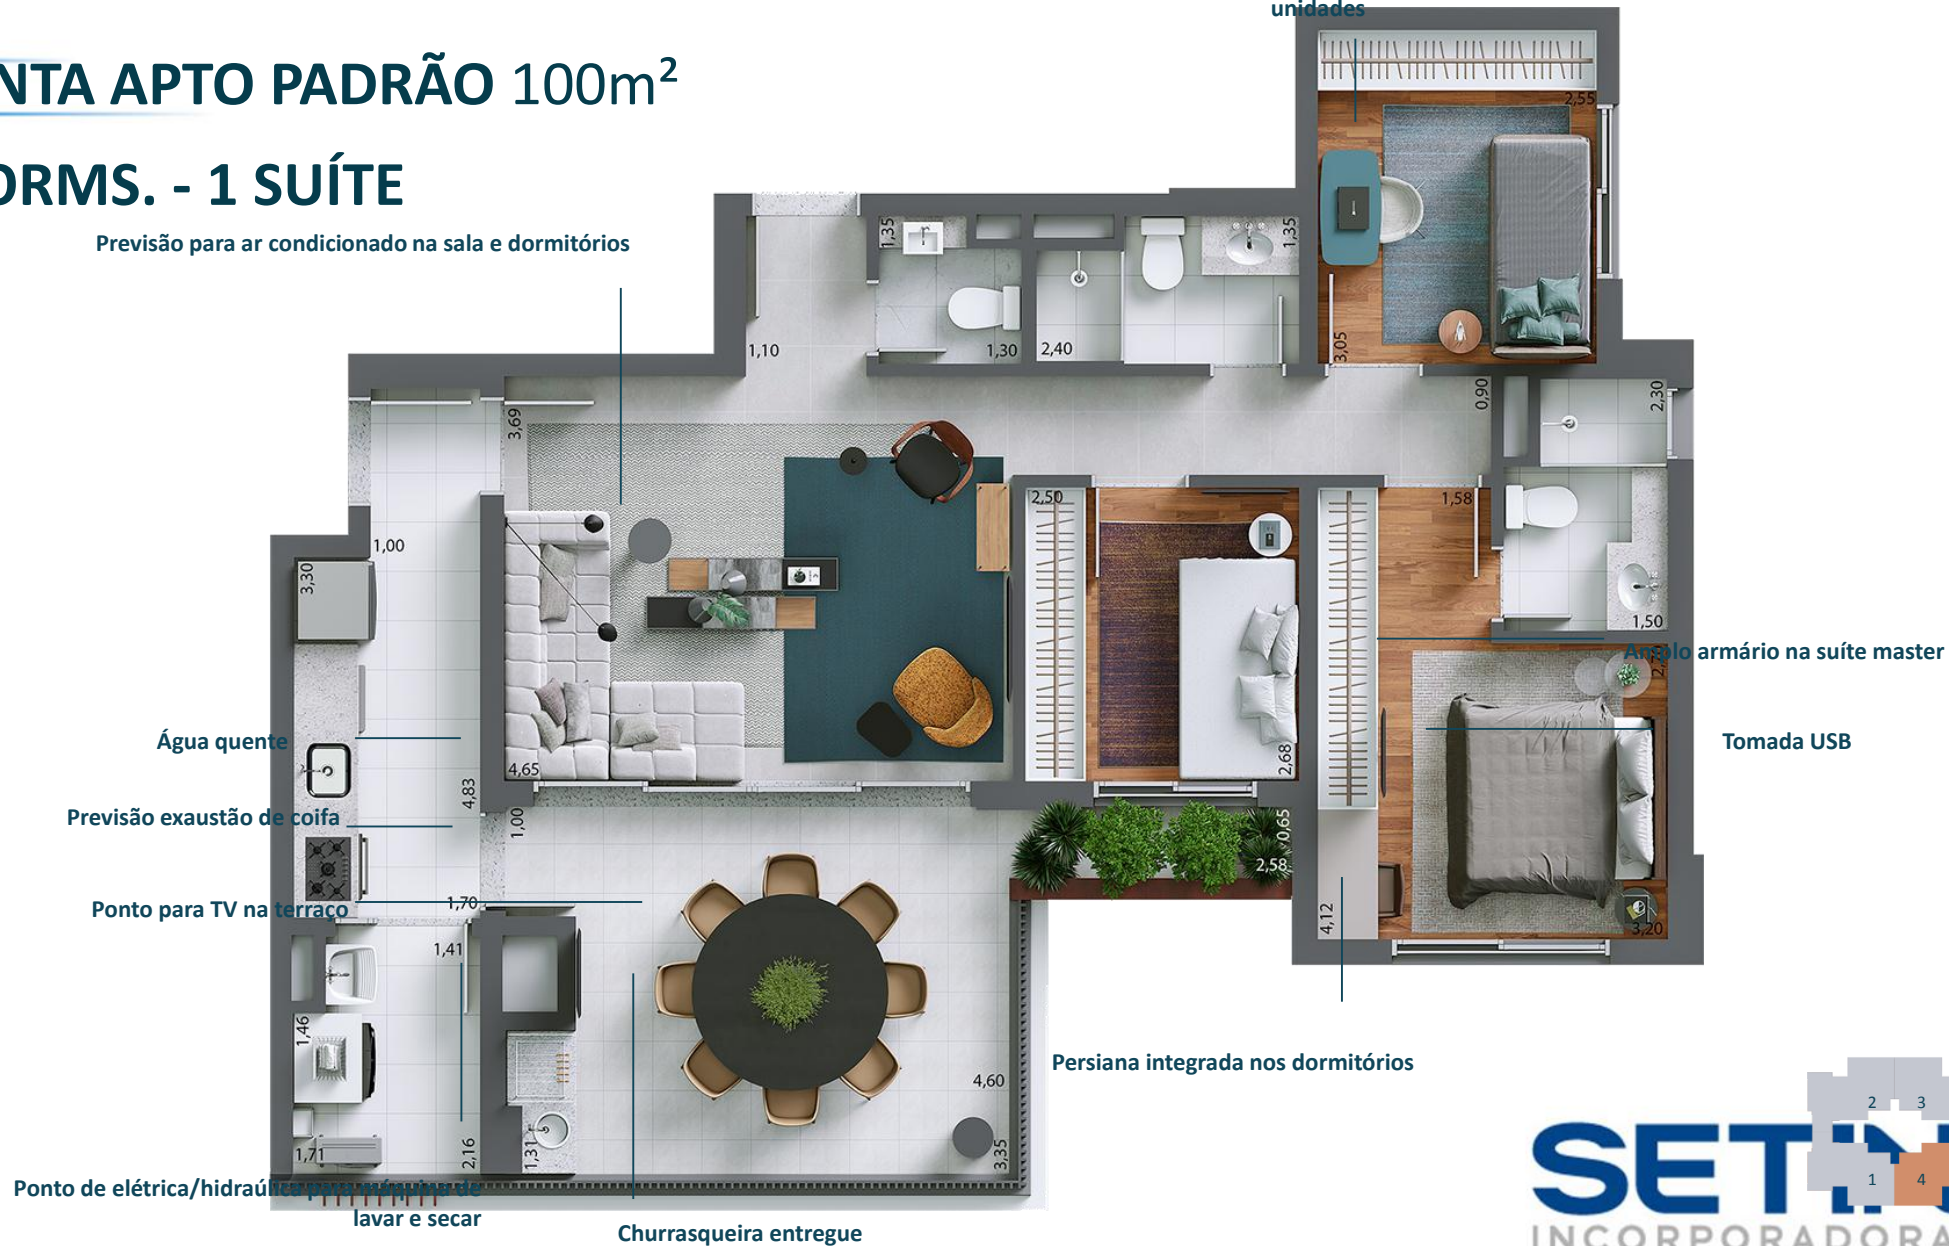 unidades
NTA APTO PADRÃO 100m²
ORMS. - 1 SUÍTE
Previsão para ar condicionado na sala e dormitórios
2,55
1,35
1,35
1,10
1,30
2,40
3,05
3,69
0,90
2,30
2,50
1,58
1,00
3,30
1,50
Amplo armário na suíte master
Água quente
Tomada USB
4,65
2,68
4,83
Previsão exaustão de coifa
1,00
0,65
2,58
Ponto para TV na terraço
1,70
4,12
3,20
1,41
1,46
Persiana integrada nos dormitórios
4,60
1,71
2,16
1,31
3,35
Ponto de elétrica/hidraúlica para máquina de
lavar e secar
Churrasqueira entregue
2 3
1 4
SETIN
INCORPORADORA